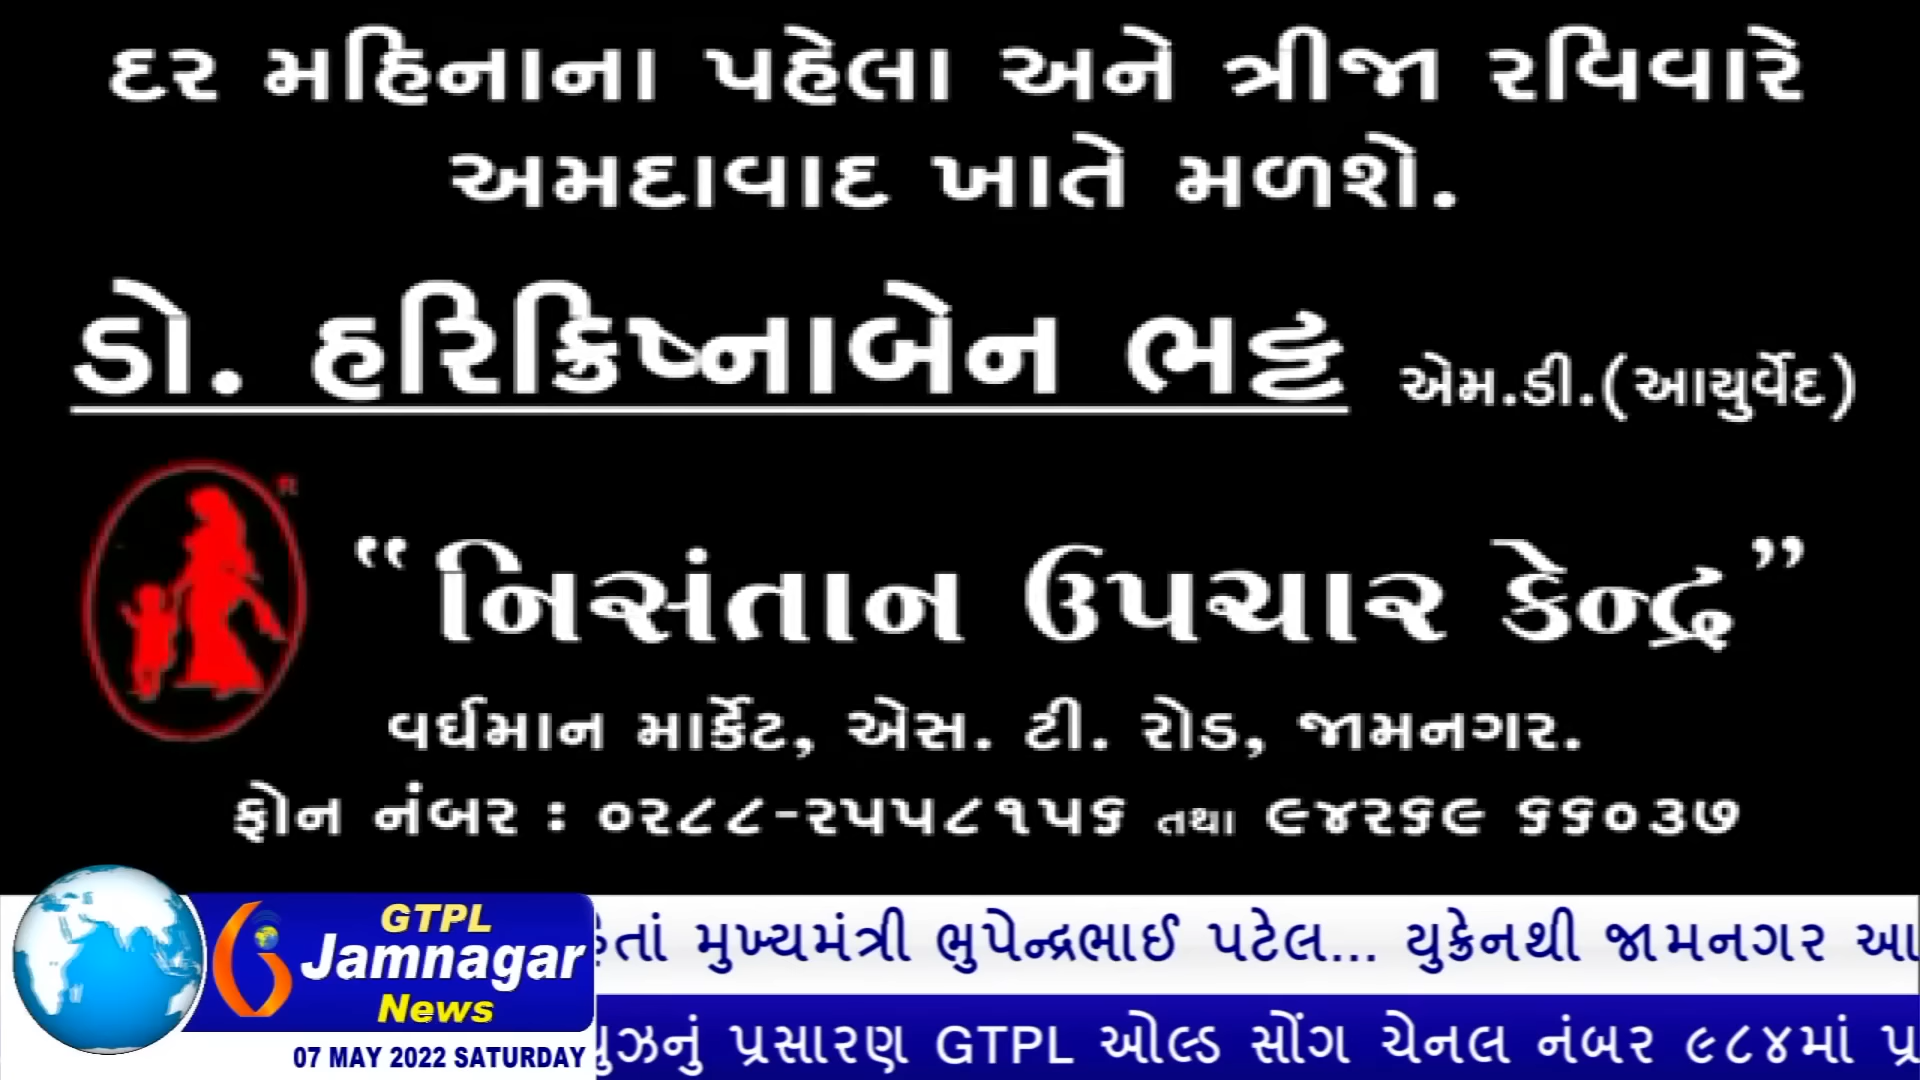 દર મહિનાના પહેલા અને ત્રીજા રવિવારે
અમદાવાદ ખાતે મળશે.
ડો. હરિક્રિષ્નાબેન ભટ્ટ એમ.ડી.(આયુર્વેદ)
R
“નિસંતાન ઉપચાર કેન્દ્ર”
વર્ધમાન માર્કેટ, એસ. ટી. રોડ, જામનગર.
ફોન નંબર : ૦૨૮૮-૨૫૫૮૧૫૬ તથા ૯૪૨૬૯ ૬૬૦૩૭
GTPL
Jamnagar
News
07 MAY 2022 SATURDAY
મુખ્યમંત્રી ભુપેન્દ્રભાઈ પટેલ... યુક્રેનથી જામનગર આ
પ્રસારણ GTPL ઓલ્ડ સોંગ ચેનલ નંબર ૯૮૪માં પ્ર